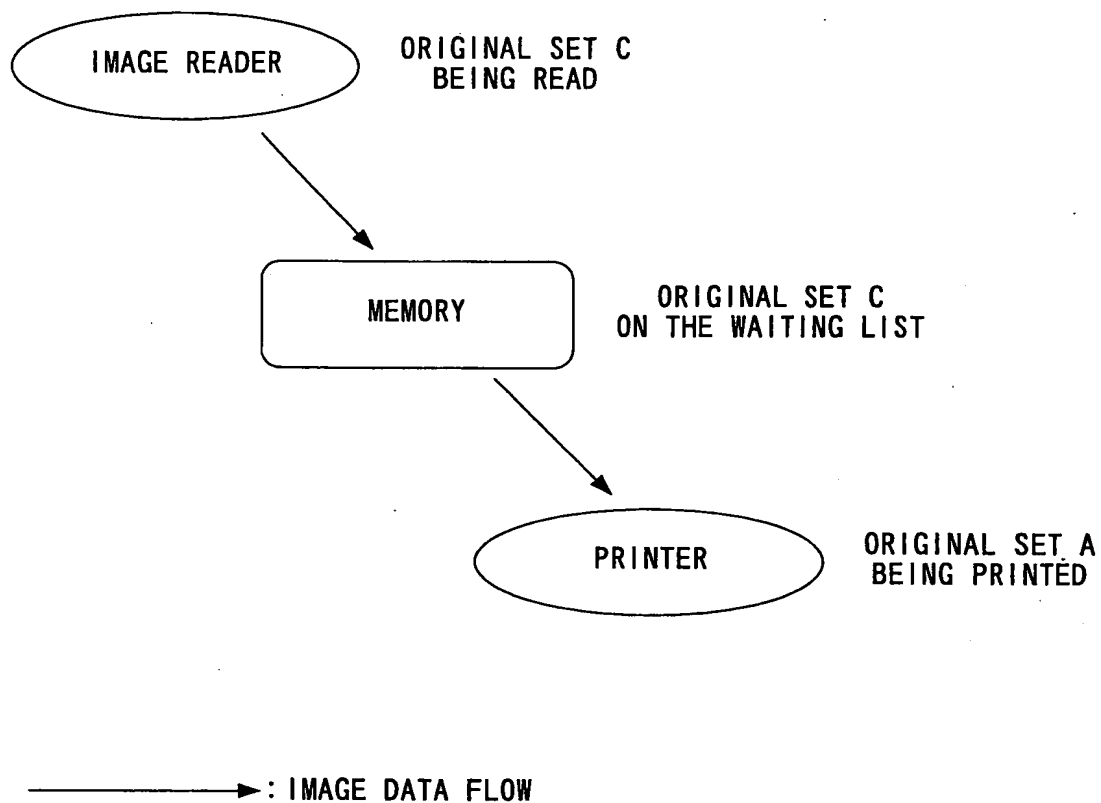 IMAGE READER
ORIGINAL SET C
BEING READ
MEMORY
ORIGINAL SET C
ON THE WAITING LIST
PRINTER
ORIGINAL SET A
BEING PRINTED
: IMAGE DATA FLOW